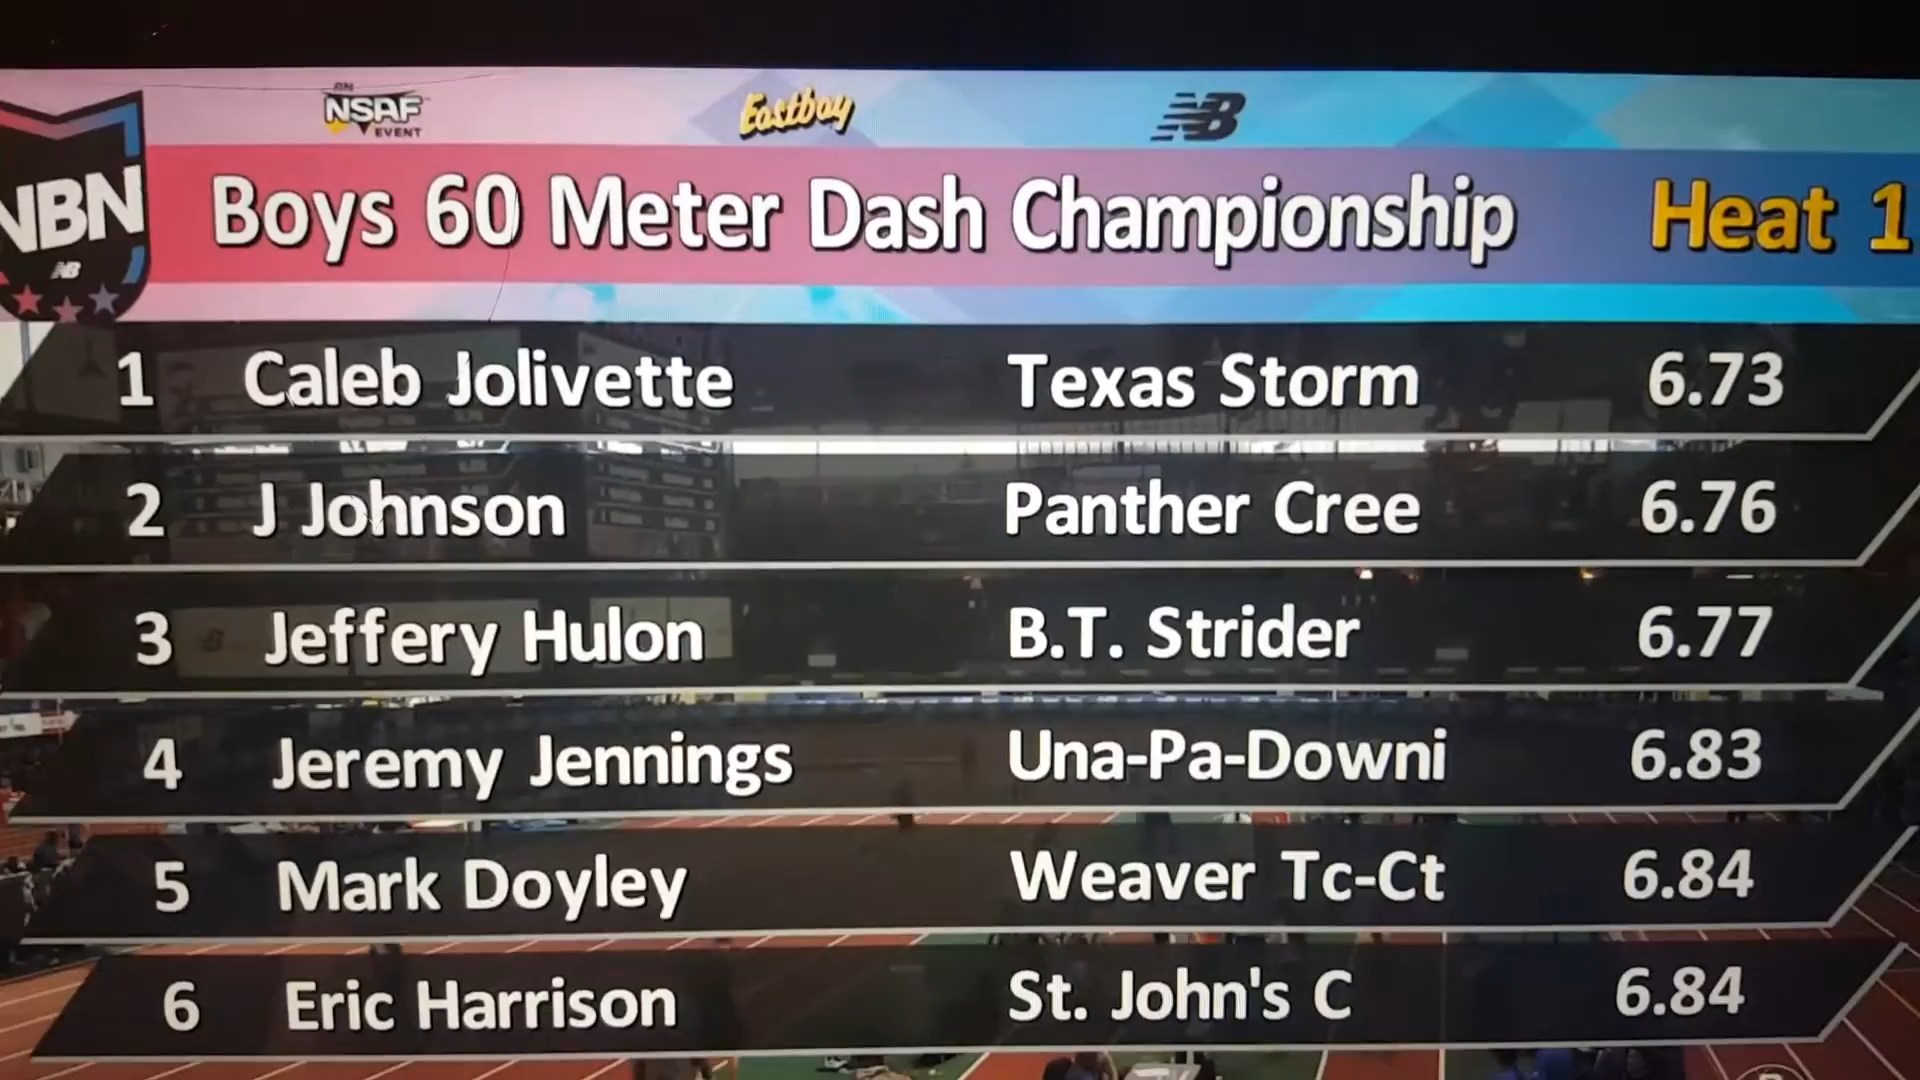 AN
NSAF
EVENT
Eastbay
NB
NBN
NB
Boys 60 Meter Dash Championship Heat 1
1 Caleb Jolivette Texas Storm 6.73
2 J Johnson Panther Cree 6.76
3 Jeffery Hulon B.T. Strider 6.77
4 Jeremy Jennings Una-Pa-Downi 6.83
5 Mark Doyley Weaver Tc-Ct 6.84
6 Eric Harrison St. John's C 6.84